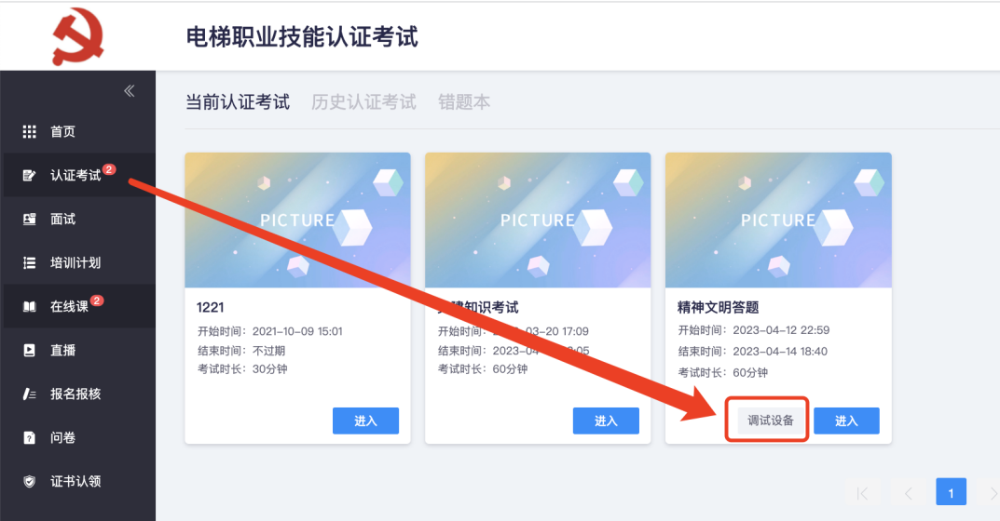 电梯职业技能认证考试
当前认证考试 历史认证考试 错题本
首页
认证考试 2
面试
培训计划
在线课 2
直播
报名报核
问卷
证书认领
PICTURE
1221
开始时间：2021-10-09 15:01
结束时间：不过期
考试时长：30分钟
进入
PICTURE
建知识考试
开始时间：03-20 17:09
结束时间：2023-04 :05
考试时长：60分钟
进入
PICTURE
精神文明答题
开始时间：2023-04-12 22:59
结束时间：2023-04-14 18:40
考试时长：60分钟
调试设备 进入
1